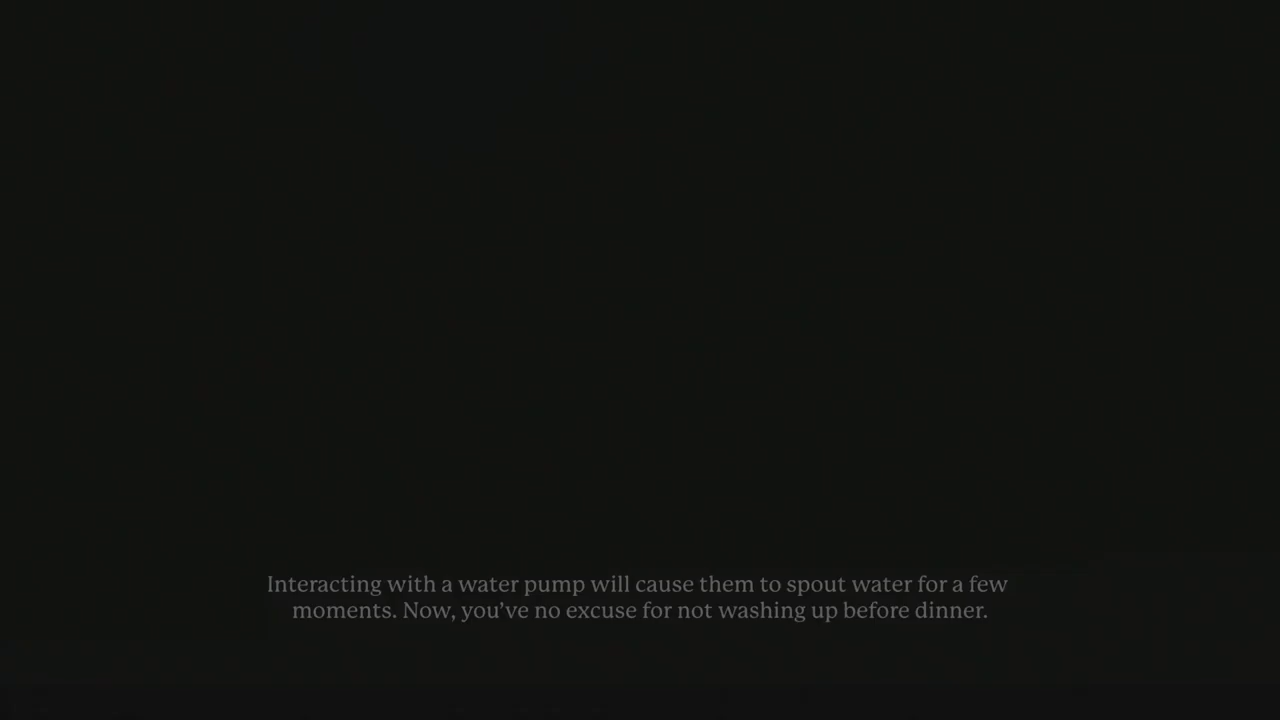 Interacting with a water pump will cause them to spout water for a few
moments. Now, you’ve no excuse for not washing up before dinner.